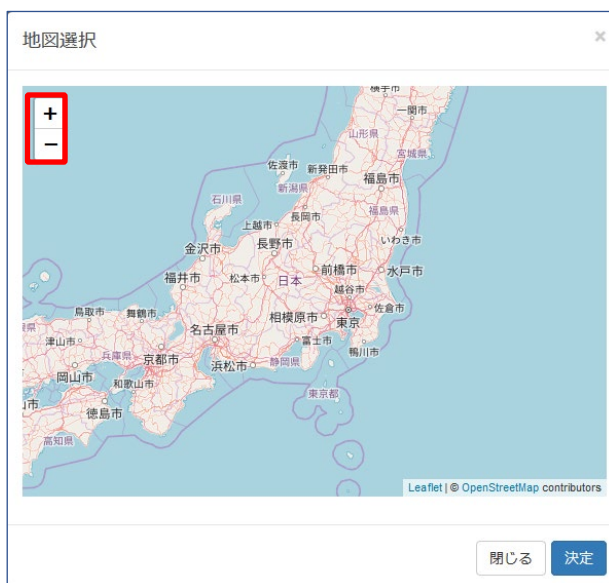 地図選択
×
+
−
横手市
一関市
山形県
宮城県
佐渡市
新発田市
福島市
新潟県
石川県
福島県
長岡市
上越市
いわき市
金沢市
長野市
福井市
松本市
日本
前橋市
水戸市
越谷市
鳥取市
舞鶴市
相模原市
東京
佐倉市
名古屋市
津山市
富士市
鴨川市
兵庫県
京都市
浜松市
静岡県
岡山市
和歌山市
東京都
徳島市
高知県
Leaflet | © OpenStreetMap contributors
閉じる
決定